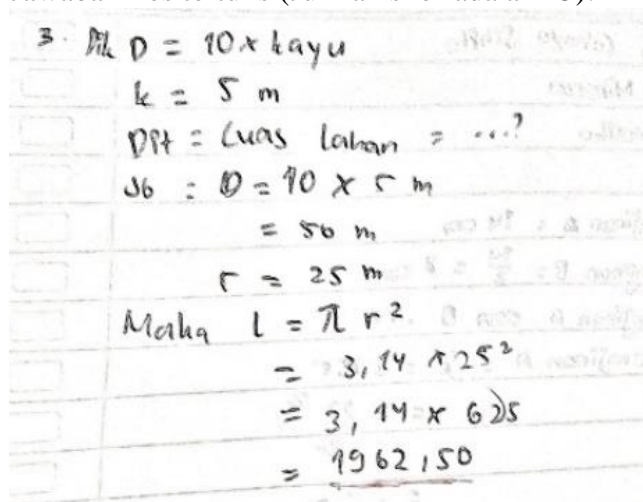 3. Dik D = 10 x kayu
k = 5 m
Dit = Luas lahan = ...?
Jb : D = 10 x 5 m
= 50 m
r = 25 m
Maka L = π r²
= 3,14 x 25²
= 3,14 x 625
= 1962,50